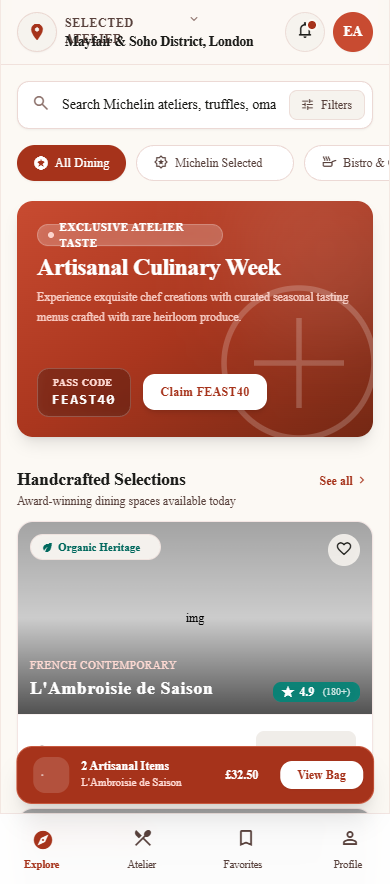 SELECTED
ATELIER
Mayfair & Soho District, London
EA
Search Michelin ateliers, truffles, oma
Filters
All Dining
Michelin Selected
Bistro &
EXCLUSIVE ATELIER
TASTE
Artisanal Culinary Week
Experience exquisite chef creations with curated seasonal tasting
menus crafted with rare heirloom produce.
PASS CODE
FEAST40
Claim FEAST40
Handcrafted Selections
See all
Award-winning dining spaces available today
Organic Heritage
img
FRENCH CONTEMPORARY
L'Ambroisie de Saison
4.9 (180+)
2 Artisanal Items
L'Ambroisie de Saison
£32.50
View Bag
Explore
Atelier
Favorites
Profile